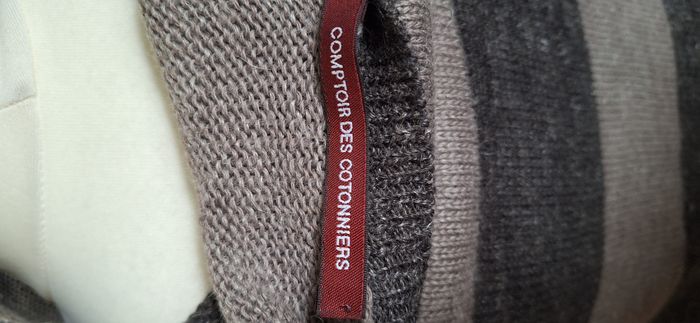 COMPTOIR DES COTONNIERS